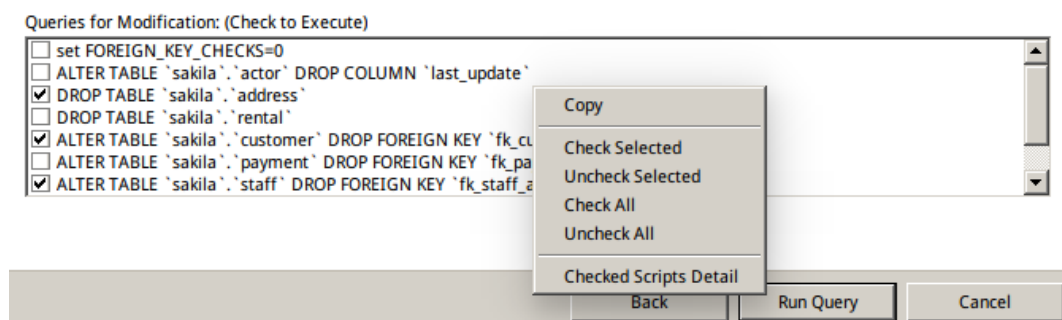 Queries for Modification: (Check to Execute)
set FOREIGN_KEY_CHECKS=0
ALTER TABLE `sakila`.`actor` DROP COLUMN `last_update`
DROP TABLE `sakila`.`address`
DROP TABLE `sakila`.`rental`
ALTER TABLE `sakila`.`customer` DROP FOREIGN KEY
ALTER TABLE `sakila`.`payment` DROP FOREIGN KEY
ALTER TABLE `sakila`.`staff` DROP FOREIGN KEY
Copy
Check Selected
Uncheck Selected
Check All
Uncheck All
Checked Scripts Detail
Back
Run Query
Cancel